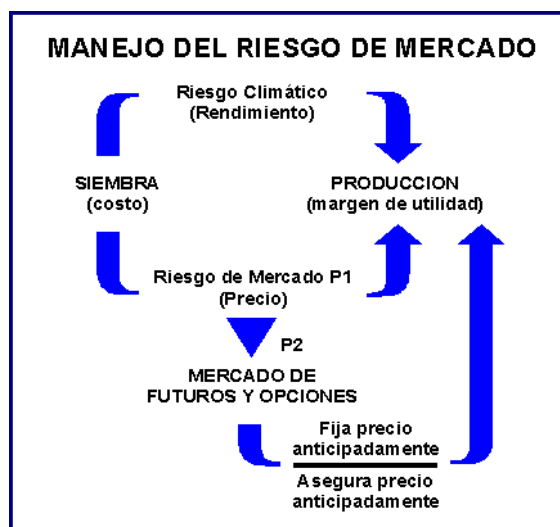 MANEJO DEL RIESGO DE MERCADO
Riesgo Climático
(Rendimiento)
SIEMBRA
(costo)
PRODUCCION
(margen de utilidad)
Riesgo de Mercado P1
(Precio)
P2
MERCADO DE
FUTUROS Y OPCIONES
Fija precio
anticipadamente
Asegura precio
anticipadamente